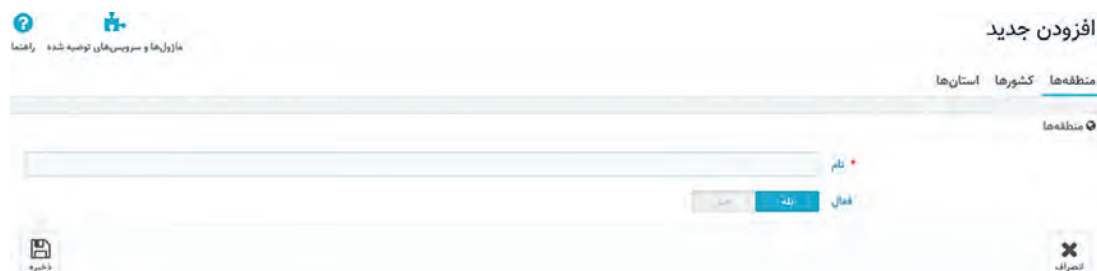 افزودن جدید
ماژول‌ها و سرویس‌های توصیه شده
راهنما
منطقه‌ها
کشورها
استان‌ها
منطقه‌ها
* نام
فعال
بله
خیر
انصراف
ذخیره